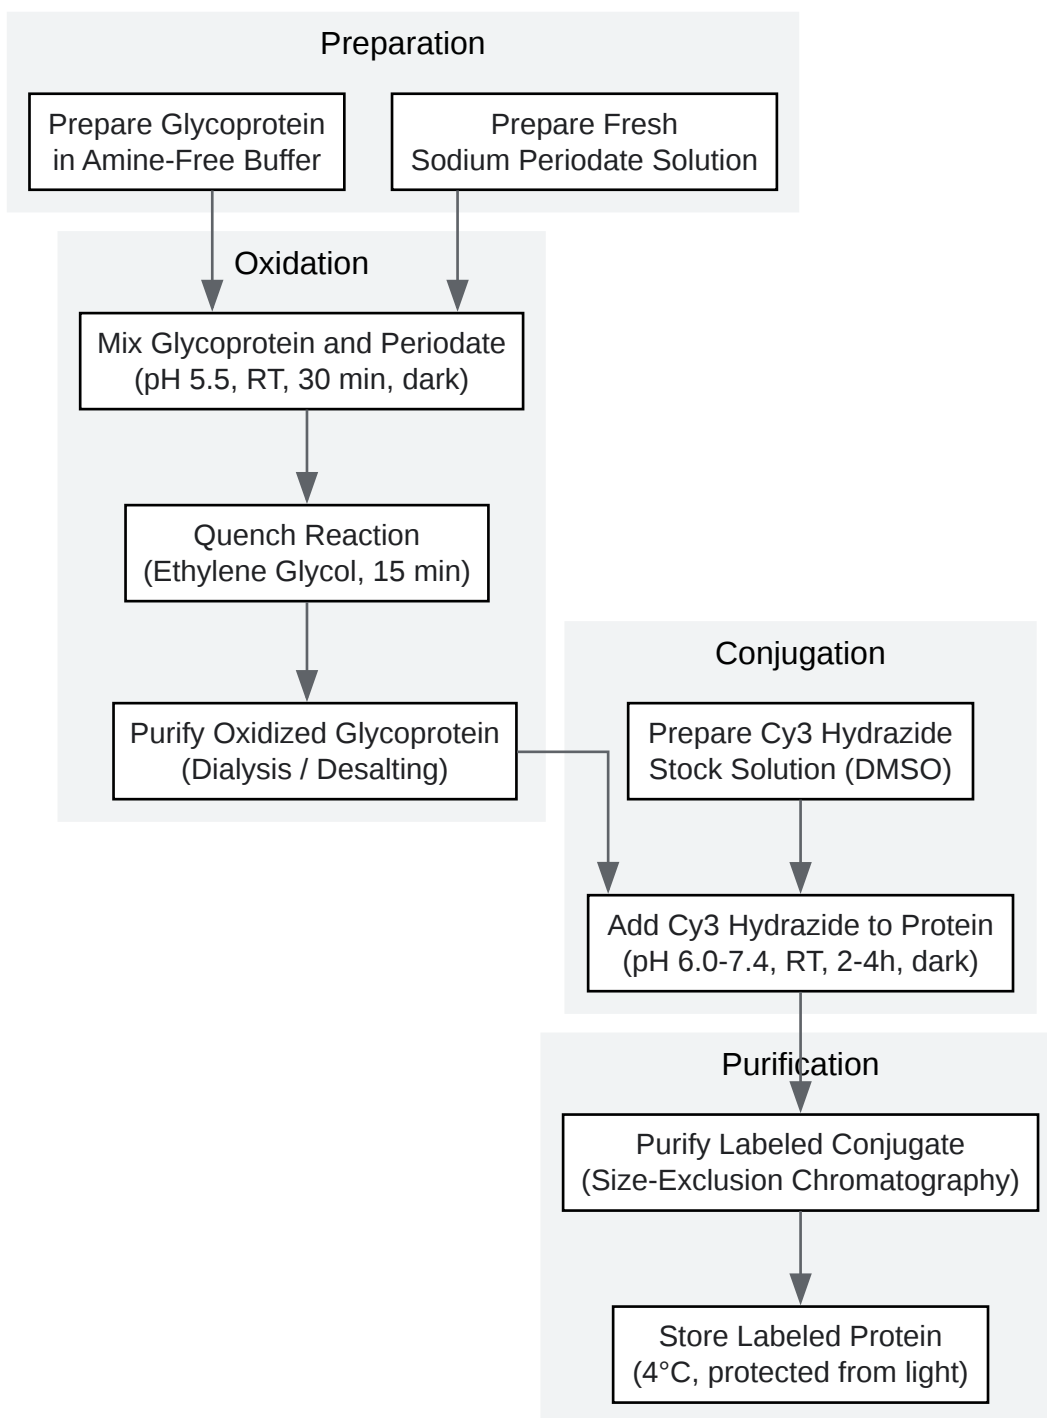 Preparation
Prepare Glycoprotein
in Amine-Free Buffer
Prepare Fresh
Sodium Periodate Solution
Oxidation
Mix Glycoprotein and Periodate
(pH 5.5, RT, 30 min, dark)
Quench Reaction
(Ethylene Glycol, 15 min)
Purify Oxidized Glycoprotein
(Dialysis / Desalting)
Conjugation
Prepare Cy3 Hydrazide
Stock Solution (DMSO)
Add Cy3 Hydrazide to Protein
(pH 6.0-7.4, RT, 2-4h, dark)
Purification
Purify Labeled Conjugate
(Size-Exclusion Chromatography)
Store Labeled Protein
(4°C, protected from light)